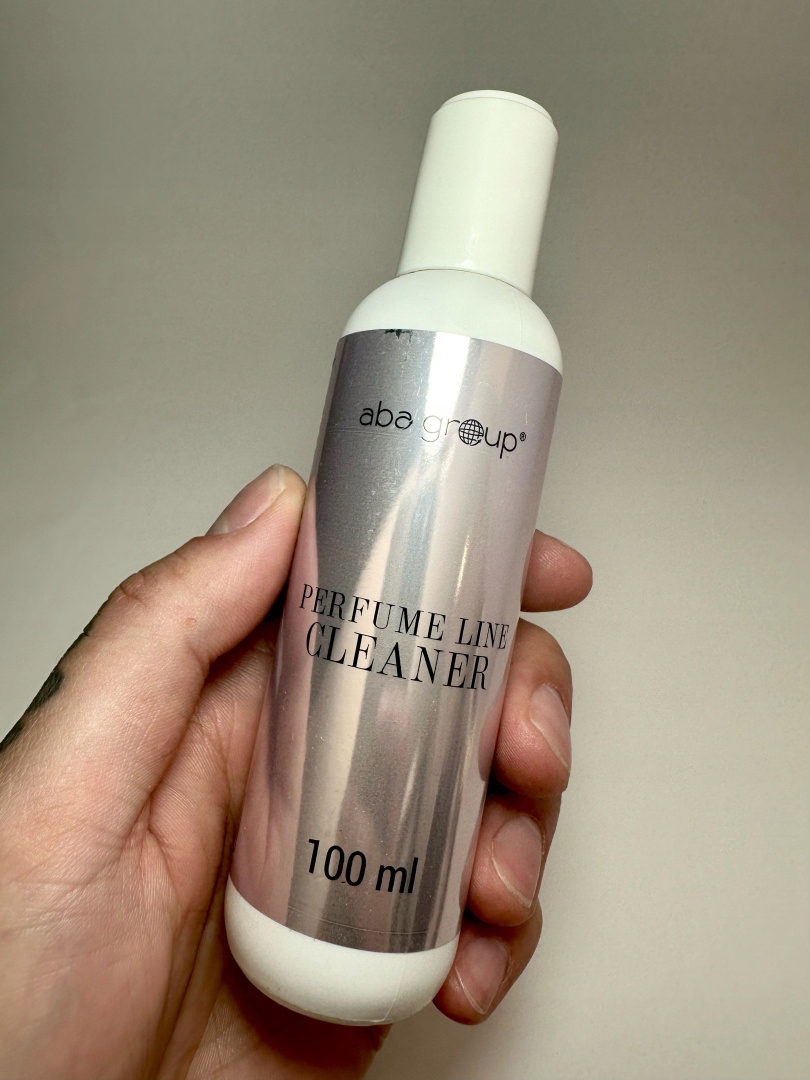 aba group®
PERFUME LINE
CLEANER
100 ml